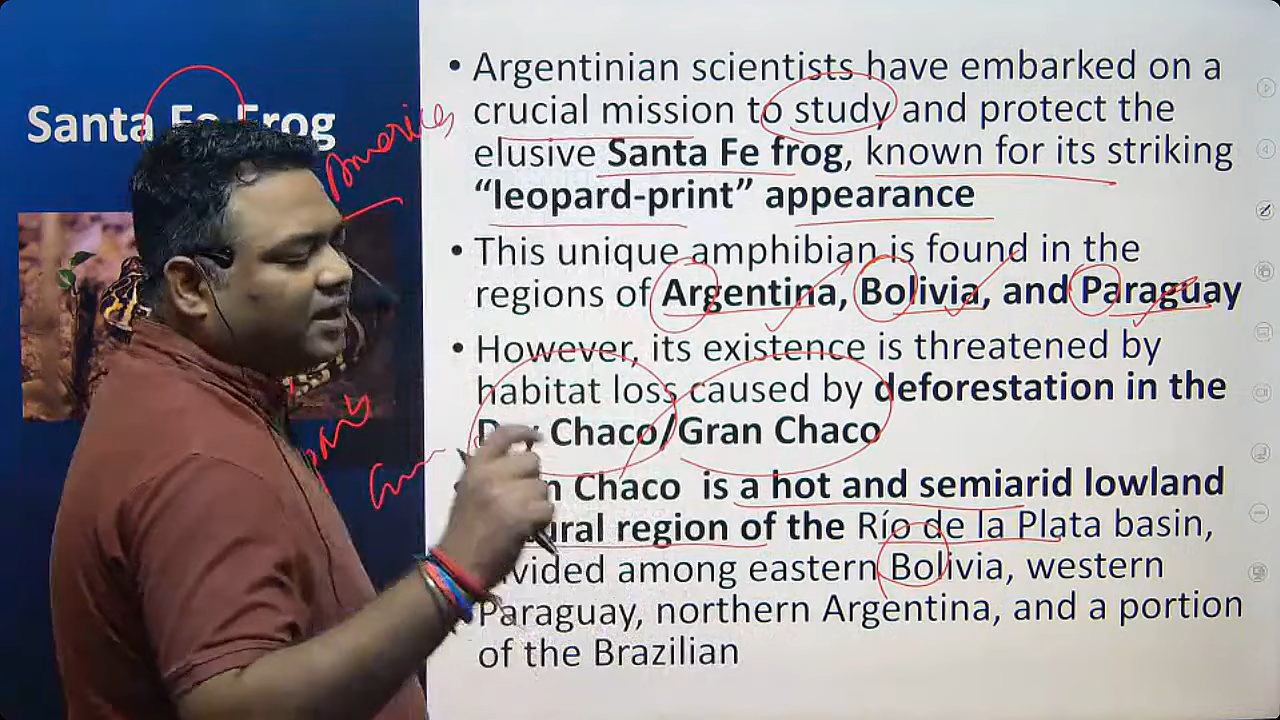 Santa Fe Frog
America
Gran
• Argentinian scientists have embarked on a
crucial mission to study and protect the
elusive Santa Fe frog, known for its striking
“leopard-print” appearance
• This unique amphibian is found in the
regions of Argentina, Bolivia, and Paraguay
• However, its existence is threatened by
habitat loss caused by deforestation in the
Dry Chaco/Gran Chaco
Chaco is a hot and semiarid lowland
region of the Río de la Plata basin,
among eastern Bolivia, western
Paraguay, northern Argentina, and a portion
of the Brazilian